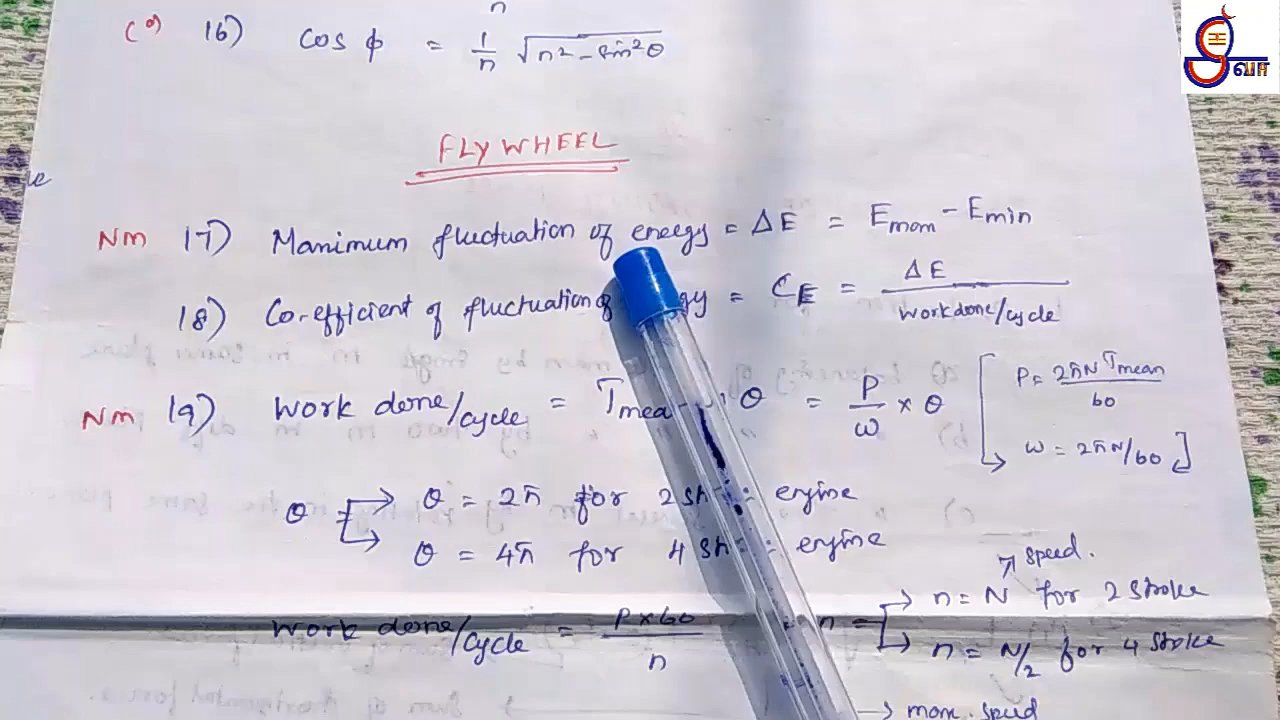 n
(or) 16) cos φ = 1/n √n² - sin²θ
வா
FLYWHEEL
Nm 17) Maximum fluctuation of energy = ΔE = Emax - Emin
18) Co-efficient of fluctuation of = CE = ΔE / workdone/cycle
Nm 19) Work done/cycle = θ = P/ω × θ [ P = 2πN Tmean / 60
ω = 2πN/60 ]
θ → θ = 2π for 2 engine
→ θ = 4π for 4 engine
↗ speed.
work done/cycle = P×60 / n n = → n = N for 2 stroke
→ n = N/2 for 4 stroke
→ max. speed